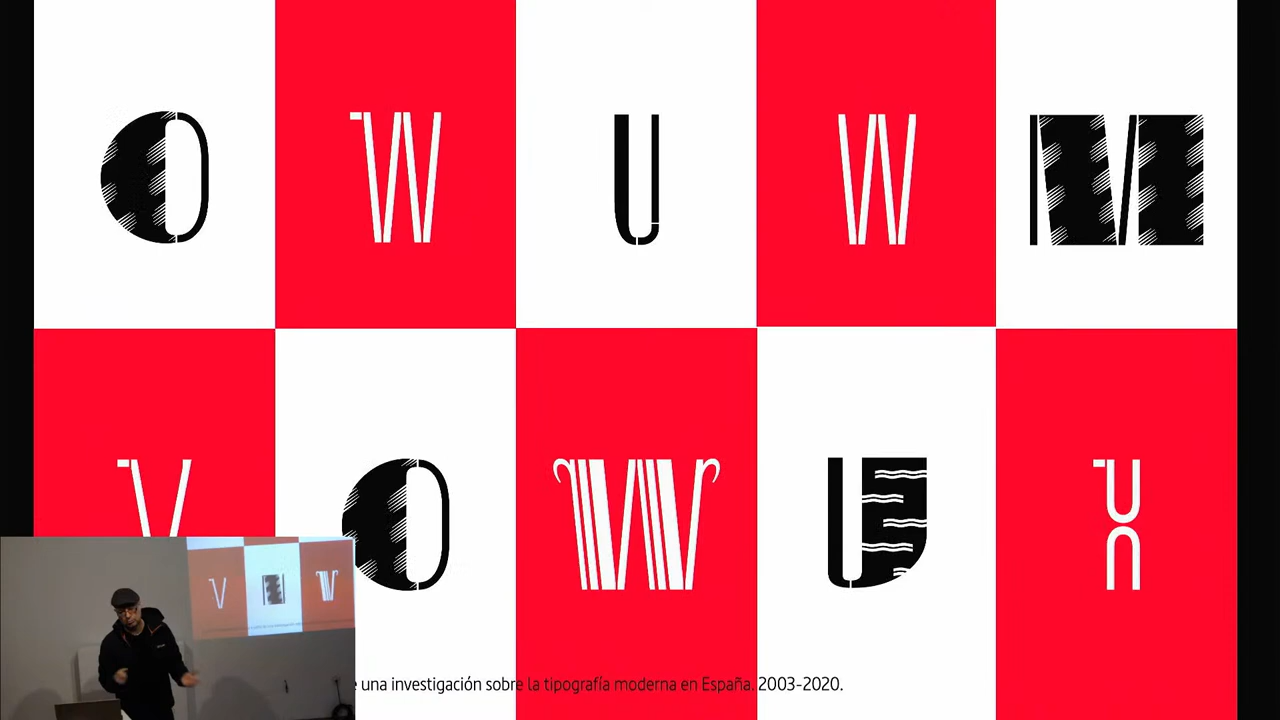 O W U W M
V O W U X
una investigación sobre la tipografía moderna en España. 2003-2020.
V M W